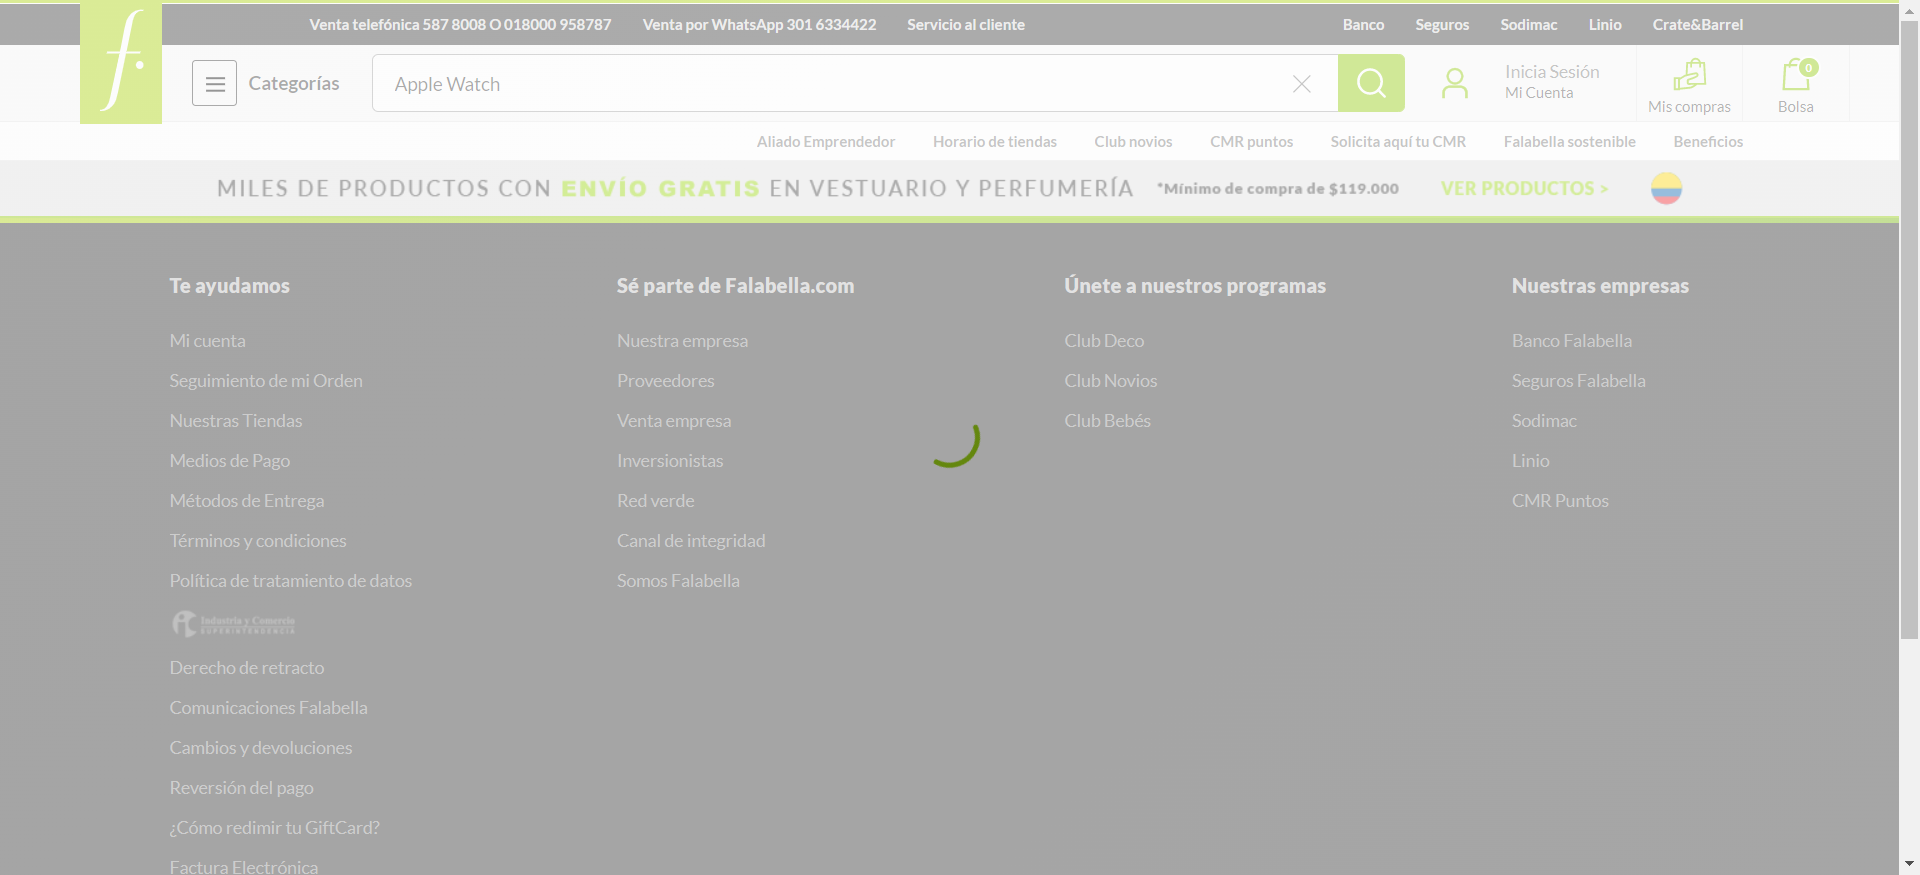 Venta telefónica 587 8008 O 018000 958787 Venta por WhatsApp 301 6334422 Servicio al cliente Banco Seguros Sodimac Linio Crate&Barrel
f.
Categorías
Apple Watch
Inicia Sesión
Mi Cuenta
Mis compras
0
Bolsa
Aliado Emprendedor Horario de tiendas Club novios CMR puntos Solicita aquí tu CMR Falabella sostenible Beneficios
MILES DE PRODUCTOS CON ENVÍO GRATIS EN VESTUARIO Y PERFUMERÍA *Mínimo de compra de $119.000 VER PRODUCTOS >
Te ayudamos
Mi cuenta
Seguimiento de mi Orden
Nuestras Tiendas
Medios de Pago
Métodos de Entrega
Términos y condiciones
Política de tratamiento de datos
Industria y Comercio
SUPERINTENDENCIA
Derecho de retracto
Comunicaciones Falabella
Cambios y devoluciones
Reversión del pago
¿Cómo redimir tu GiftCard?
Factura Electrónica
Sé parte de Falabella.com
Nuestra empresa
Proveedores
Venta empresa
Inversionistas
Red verde
Canal de integridad
Somos Falabella
Únete a nuestros programas
Club Deco
Club Novios
Club Bebés
Nuestras empresas
Banco Falabella
Seguros Falabella
Sodimac
Linio
CMR Puntos